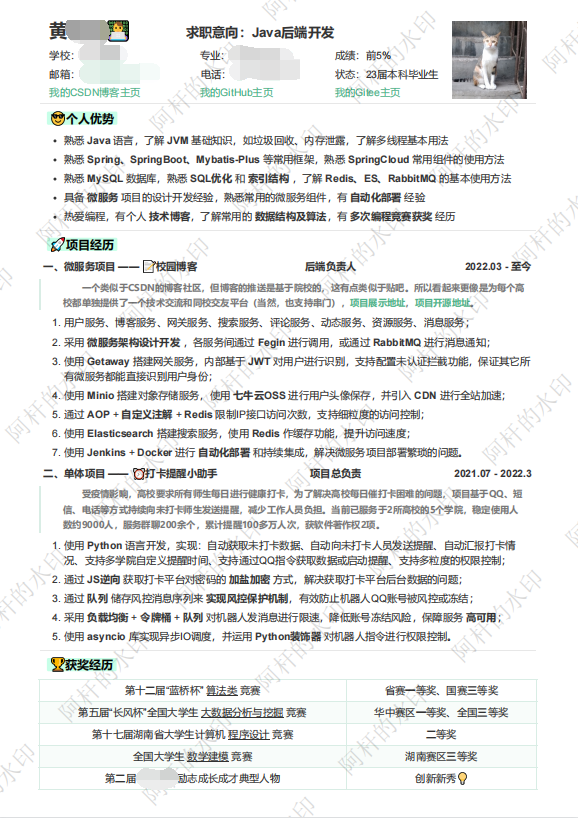 黄
求职意向：Java后端开发
学校：
专业：
成绩：前5%
邮箱：
电话：
状态：23届本科毕业生
我的CSDN博客主页
我的GitHub主页
我的Gitee主页
个人优势
• 熟悉 Java 语言，了解 JVM 基础知识，如垃圾回收、内存泄露，了解多线程基本用法
• 熟悉 Spring、SpringBoot、Mybatis-Plus 等常用框架，熟悉 SpringCloud 常用组件的使用方法
• 熟悉 MySQL 数据库，熟悉 SQL优化 和 索引结构 ，了解 Redis、ES、RabbitMQ 的基本使用方法
• 具备 微服务 项目的设计开发经验，熟悉常用的微服务组件，有 自动化部署 经验
• 热爱编程，有个人 技术博客，了解常用的 数据结构及算法，有 多次编程竞赛获奖 经历
项目经历
一、微服务项目 —— 校园博客
后端负责人
2022.03 - 至今
一个类似于CSDN的博客社区，但博客的推送是基于院校的，这有点类似于贴吧。所以看起来更像是为每个高
校都单独提供了一个技术交流和同校交友平台（当然，也支持串门），项目展示地址，项目开源地址。
1. 用户服务、博客服务、网关服务、搜索服务、评论服务、动态服务、资源服务、消息服务；
2. 采用 微服务架构设计开发 ，各服务间通过 Fegin 进行调用，或通过 RabbitMQ 进行消息通知；
3. 使用 Getaway 搭建网关服务，内部基于 JWT 对用户进行识别，支持配置未认证拦截功能，保证其它所
有微服务都能直接识别用户身份；
4. 使用 Minio 搭建对象存储服务，使用 七牛云OSS 进行用户头像保存，并引入 CDN 进行全站加速；
5. 通过 AOP + 自定义注解 + Redis 限制IP接口访问次数，支持细粒度的访问控制；
6. 使用 Elasticsearch 搭建搜索服务，使用 Redis 作缓存功能，提升访问速度；
7. 使用 Jenkins + Docker 进行 自动化部署 和持续集成，解决微服务项目部署繁琐的问题。
二、单体项目 —— 打卡提醒小助手
项目总负责
2021.07 - 2022.3
受疫情影响，高校要求所有师生每日进行健康打卡，为了解决高校每日催打卡困难的问题，项目基于QQ、短
信、电话等方式持续向未打卡师生发送提醒，减少工作人员负担。当前已服务于2所高校的5个学院，稳定使用人
数约9000人，服务群聊200余个，累计提醒100多万人次，获软件著作权2项。
1. 使用 Python 语言开发，实现：自动获取未打卡数据、自动向未打卡人员发送提醒、自动汇报打卡情
况、支持多学院自定义提醒时间、支持通过QQ指令获取数据或启动提醒、支持多粒度的权限控制；
2. 通过 JS逆向 获取打卡平台对密码的 加盐加密 方式，解决获取打卡平台后台数据的问题；
3. 通过 队列 储存风控消息序列来 实现风控保护机制，有效防止机器人QQ账号被风控或冻结；
4. 采用 负载均衡 + 令牌桶 + 队列 对机器人发消息进行限速，降低账号冻结风险，保障服务 高可用；
5. 使用 asyncio 库实现异步IO调度，并运用 Python装饰器 对机器人指令进行权限控制。
获奖经历
第十二届“蓝桥杯” 算法类 竞赛
省赛一等奖、国赛三等奖
第五届“长风杯”全国大学生 大数据分析与挖掘 竞赛
华中赛区一等奖、全国三等奖
第十七届湖南省大学生计算机 程序设计 竞赛
二等奖
全国大学生 数学建模 竞赛
湖南赛区三等奖
第二届
励志成长成才典型人物
创新新秀
阿杆的水印